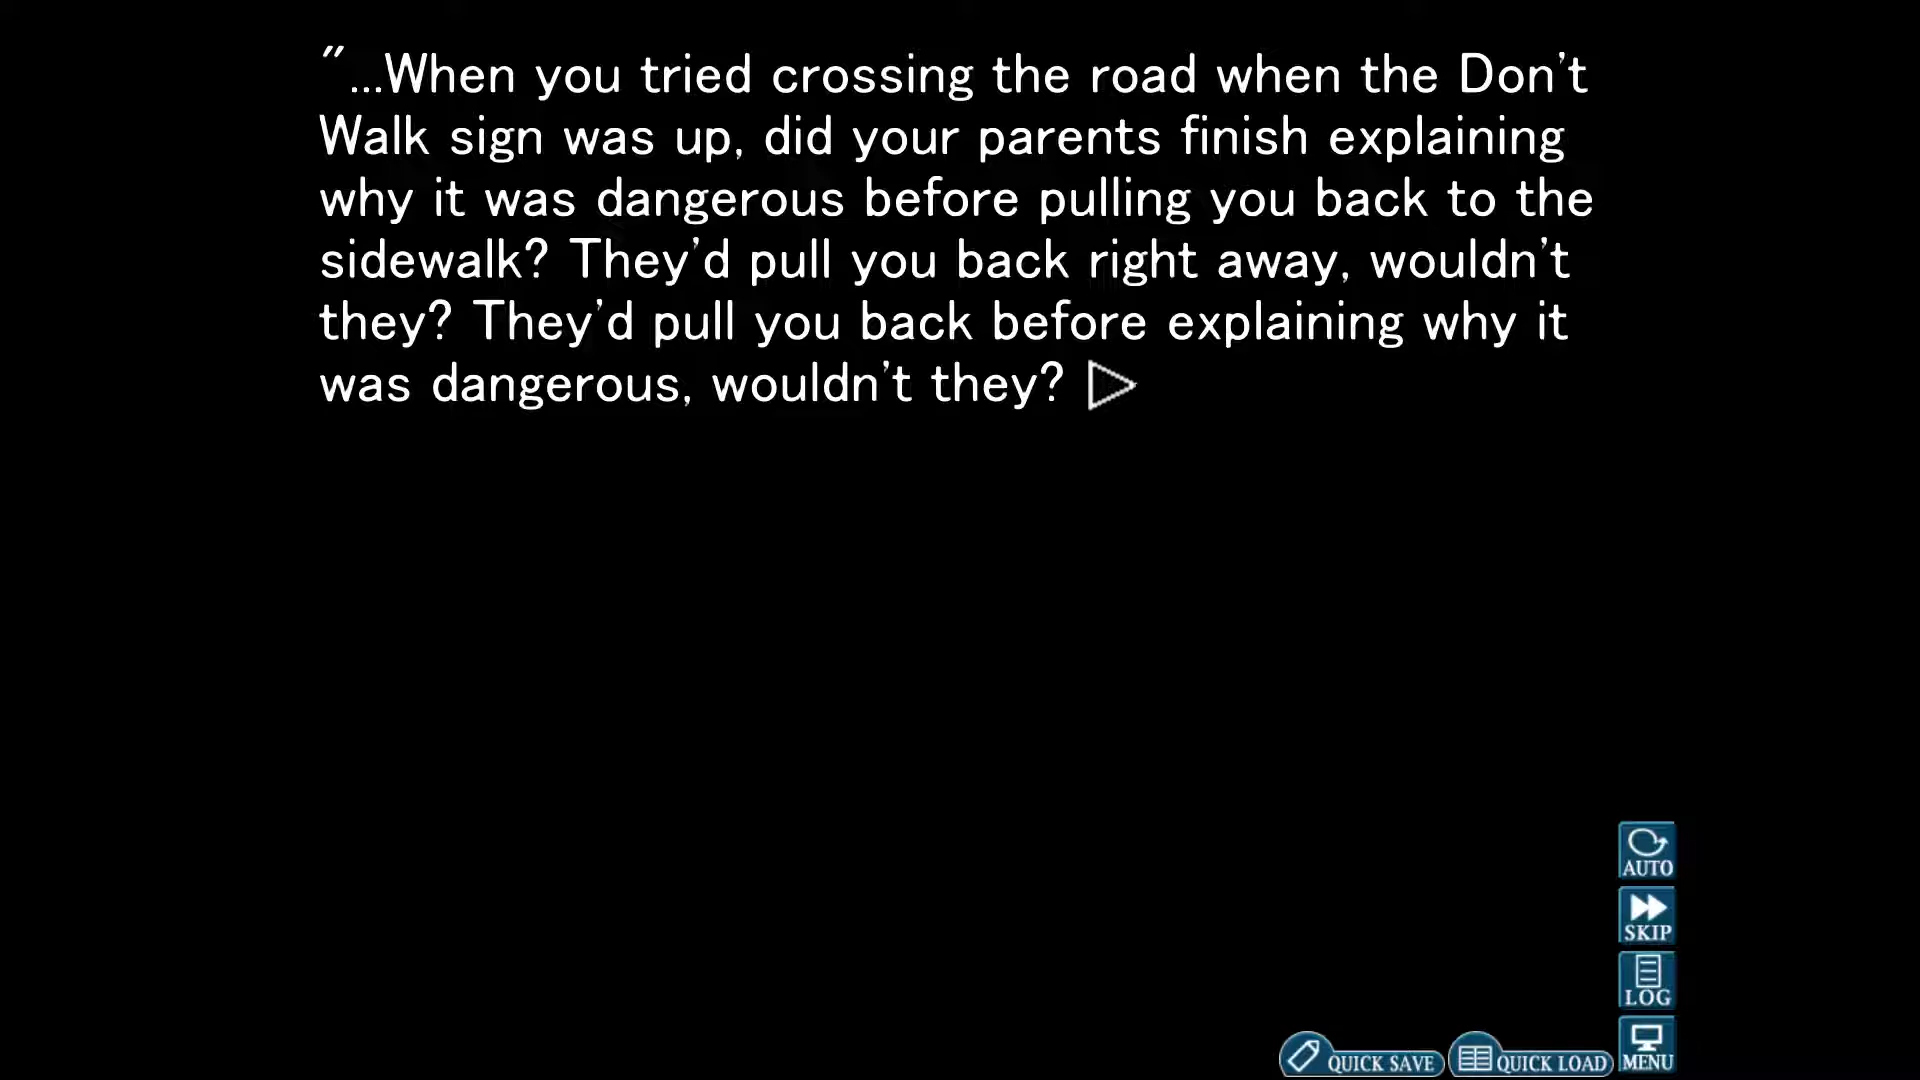 "...When you tried crossing the road when the Don't
Walk sign was up, did your parents finish explaining
why it was dangerous before pulling you back to the
sidewalk? They'd pull you back right away, wouldn't
they? They'd pull you back before explaining why it
was dangerous, wouldn't they?
AUTO
SKIP
LOG
MENU
QUICK SAVE
QUICK LOAD